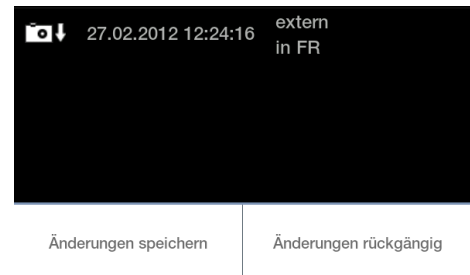 27.02.2012 12:24:16 extern
in FR
Änderungen speichern Änderungen rückgängig